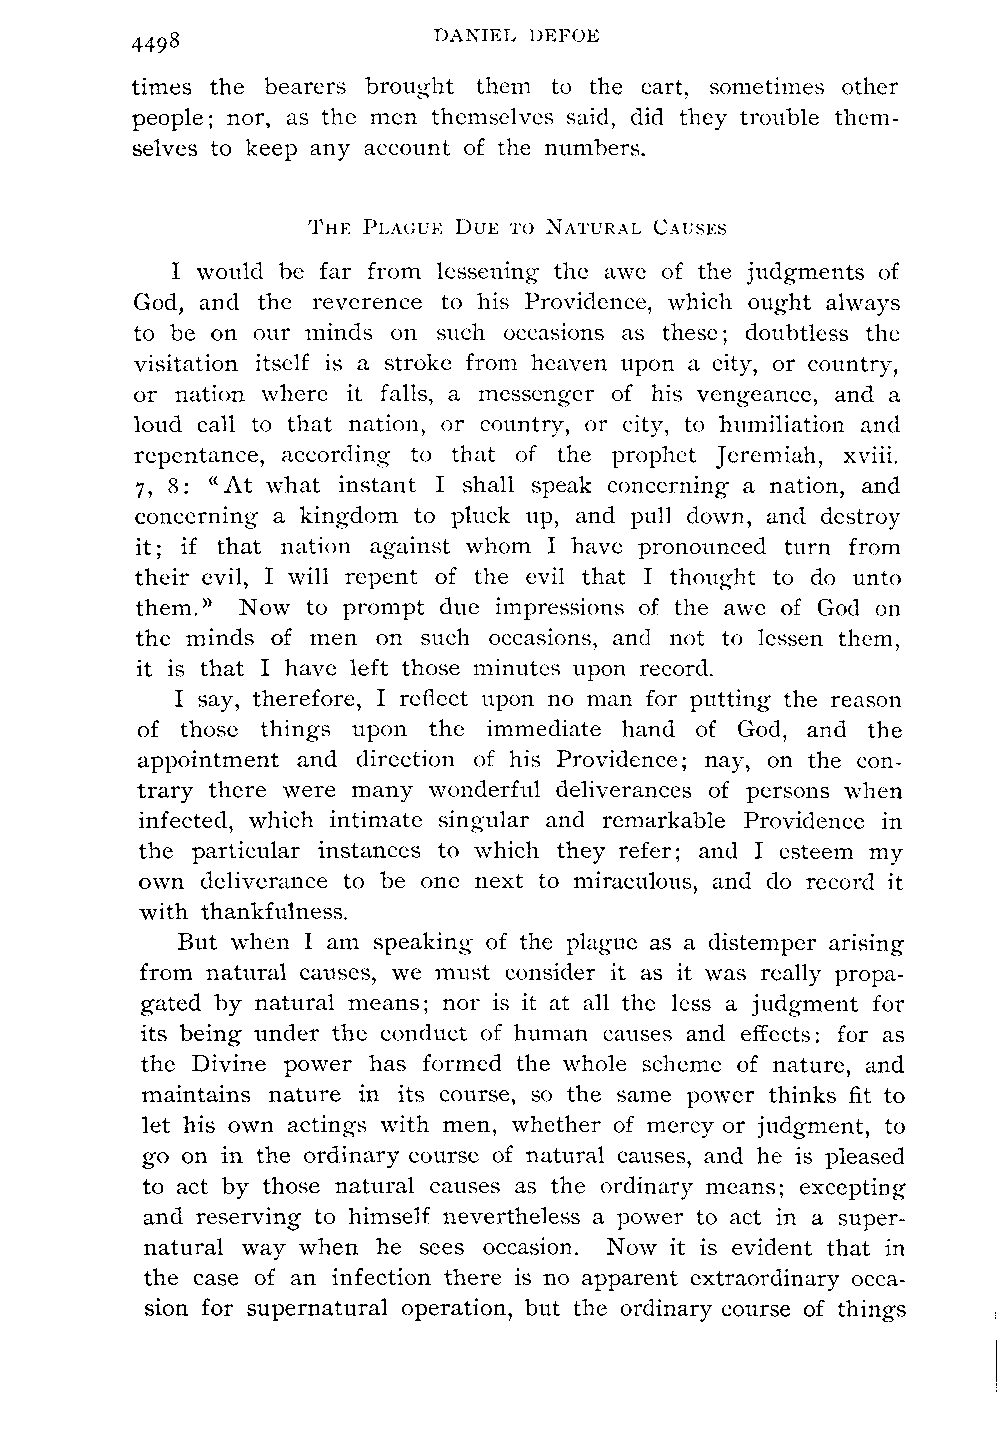 4498 DANIEL DEFOE
times the bearers brought them to the cart, sometimes other
people; nor, as the men themselves said, did they trouble them-
selves to keep any account of the numbers.
THE PLAGUE DUE TO NATURAL CAUSES
I would be far from lessening the awe of the judgments of
God, and the reverence to his Providence, which ought always
to be on our minds on such occasions as these; doubtless the
visitation itself is a stroke from heaven upon a city, or country,
or nation where it falls, a messenger of his vengeance, and a
loud call to that nation, or country, or city, to humiliation and
repentance, according to that of the prophet Jeremiah, xviii.
7, 8: «At what instant I shall speak concerning a nation, and
concerning a kingdom to pluck up, and pull down, and destroy
it; if that nation against whom I have pronounced turn from
their evil, I will repent of the evil that I thought to do unto
them.» Now to prompt due impressions of the awe of God on
the minds of men on such occasions, and not to lessen them,
it is that I have left those minutes upon record.
I say, therefore, I reflect upon no man for putting the reason
of those things upon the immediate hand of God, and the
appointment and direction of his Providence; nay, on the con-
trary there were many wonderful deliverances of persons when
infected, which intimate singular and remarkable Providence in
the particular instances to which they refer; and I esteem my
own deliverance to be one next to miraculous, and do record it
with thankfulness.
But when I am speaking of the plague as a distemper arising
from natural causes, we must consider it as it was really propa-
gated by natural means; nor is it at all the less a judgment for
its being under the conduct of human causes and effects: for as
the Divine power has formed the whole scheme of nature, and
maintains nature in its course, so the same power thinks fit to
let his own actings with men, whether of mercy or judgment, to
go on in the ordinary course of natural causes, and he is pleased
to act by those natural causes as the ordinary means; excepting
and reserving to himself nevertheless a power to act in a super-
natural way when he sees occasion. Now it is evident that in
the case of an infection there is no apparent extraordinary occa-
sion for supernatural operation, but the ordinary course of things